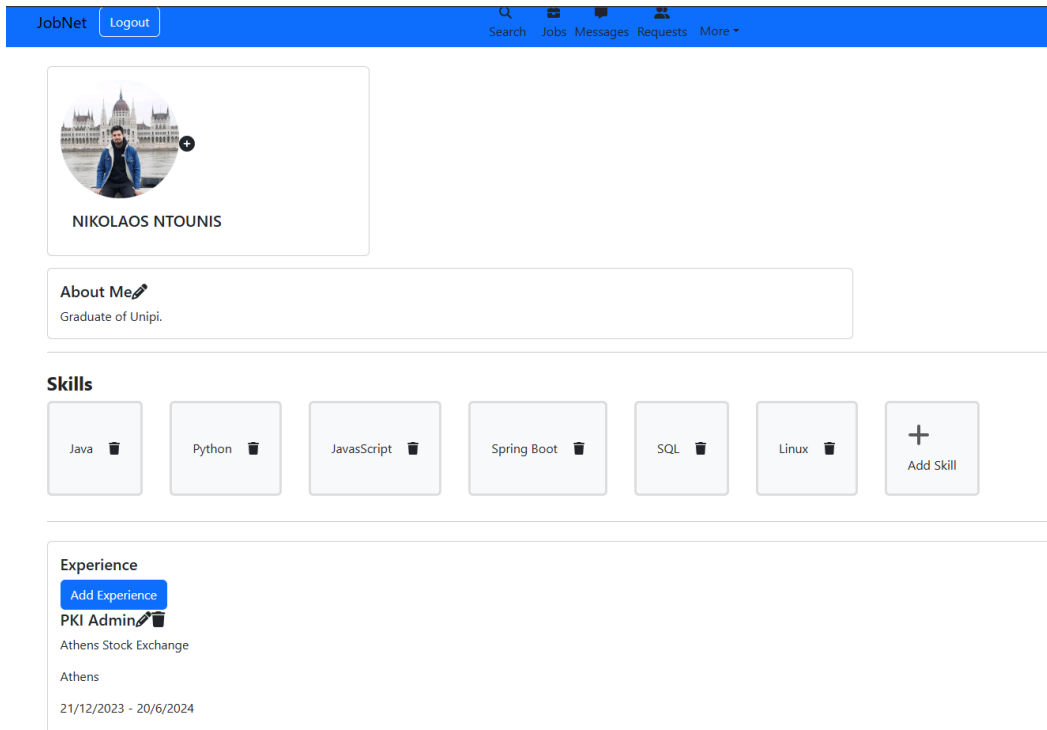 JobNet Logout
Search Jobs Messages Requests More
NIKOLAOS NTOUNIS
About Me
Graduate of Unipi.
Skills
Java Python JavasScript Spring Boot SQL Linux Add Skill
Experience
Add Experience
PKI Admin
Athens Stock Exchange
Athens
21/12/2023 - 20/6/2024